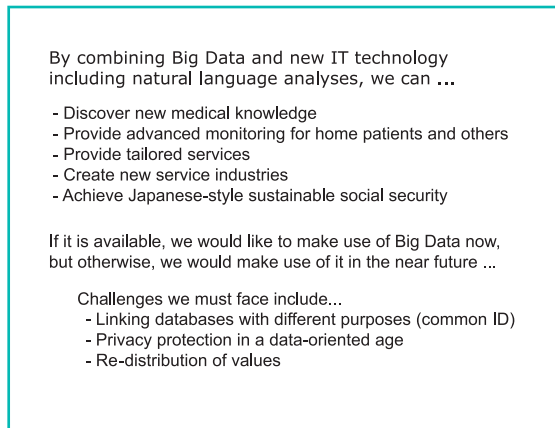 By combining Big Data and new IT technology
including natural language analyses, we can ...
- Discover new medical knowledge
- Provide advanced monitoring for home patients and others
- Provide tailored services
- Create new service industries
- Achieve Japanese-style sustainable social security
If it is available, we would like to make use of Big Data now,
but otherwise, we would make use of it in the near future ...
Challenges we must face include...
- Linking databases with different purposes (common ID)
- Privacy protection in a data-oriented age
- Re-distribution of values